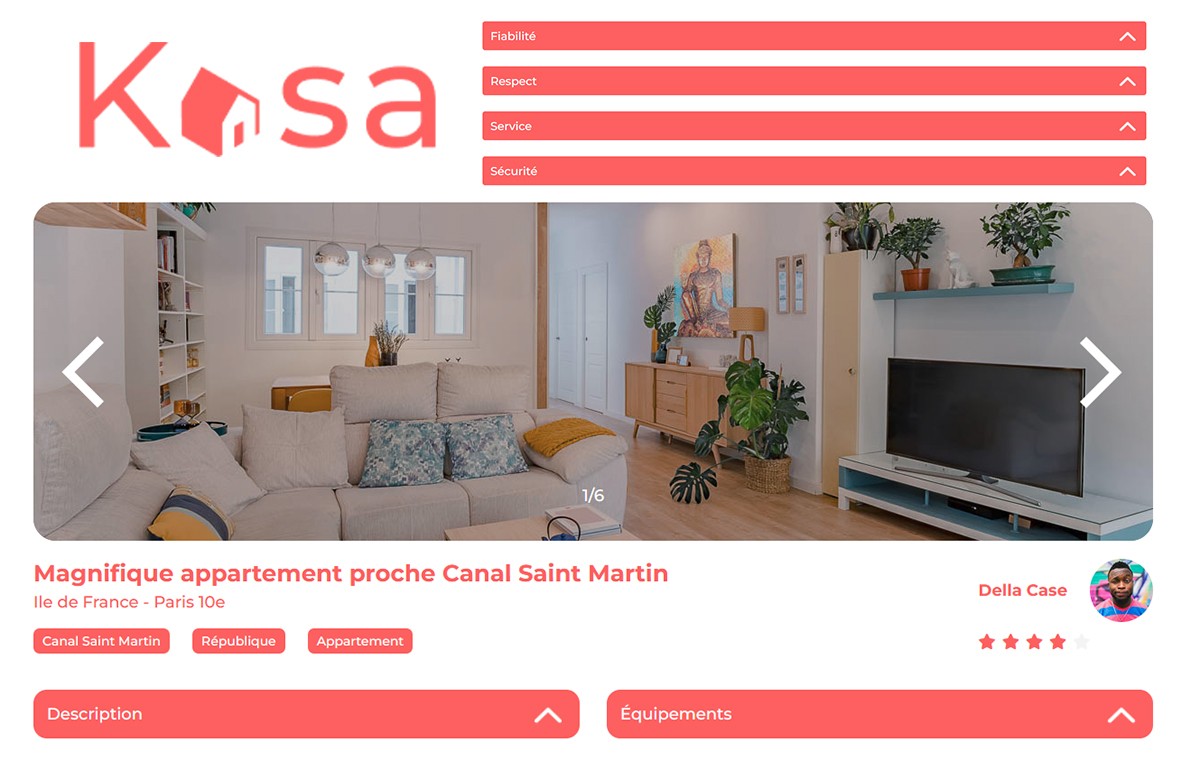 Kasa
Fiabilité
Respect
Service
Sécurité
1/6
Magnifique appartement proche Canal Saint Martin
Ile de France - Paris 10e
Della Case
Canal Saint Martin
République
Appartement
Description
Équipements